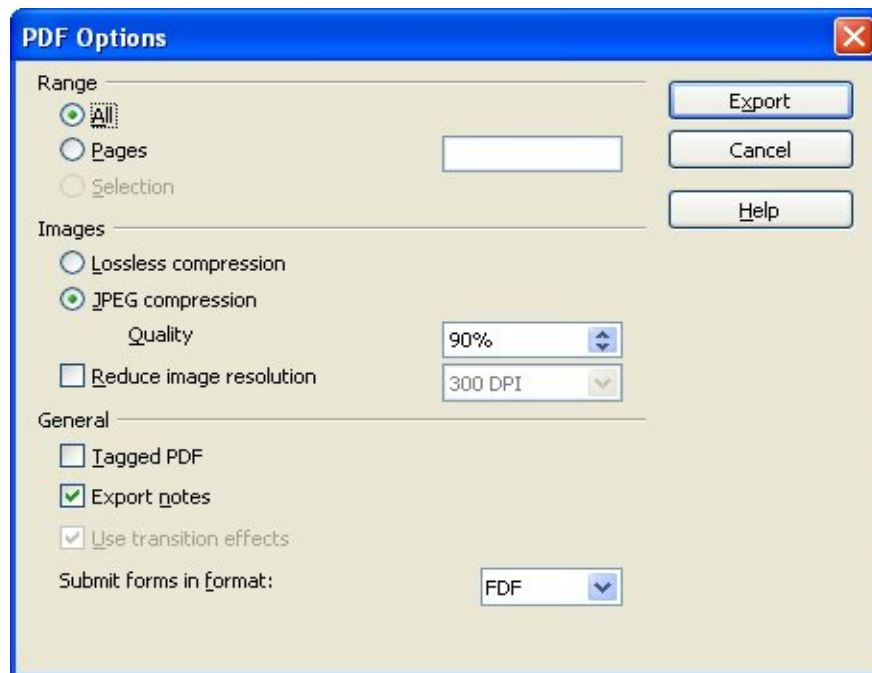 PDF Options
Range
All
Pages
Selection
Export
Cancel
Help
Images
Lossless compression
JPEG compression
Quality 90%
Reduce image resolution 300 DPI
General
Tagged PDF
Export notes
Use transition effects
Submit forms in format: FDF